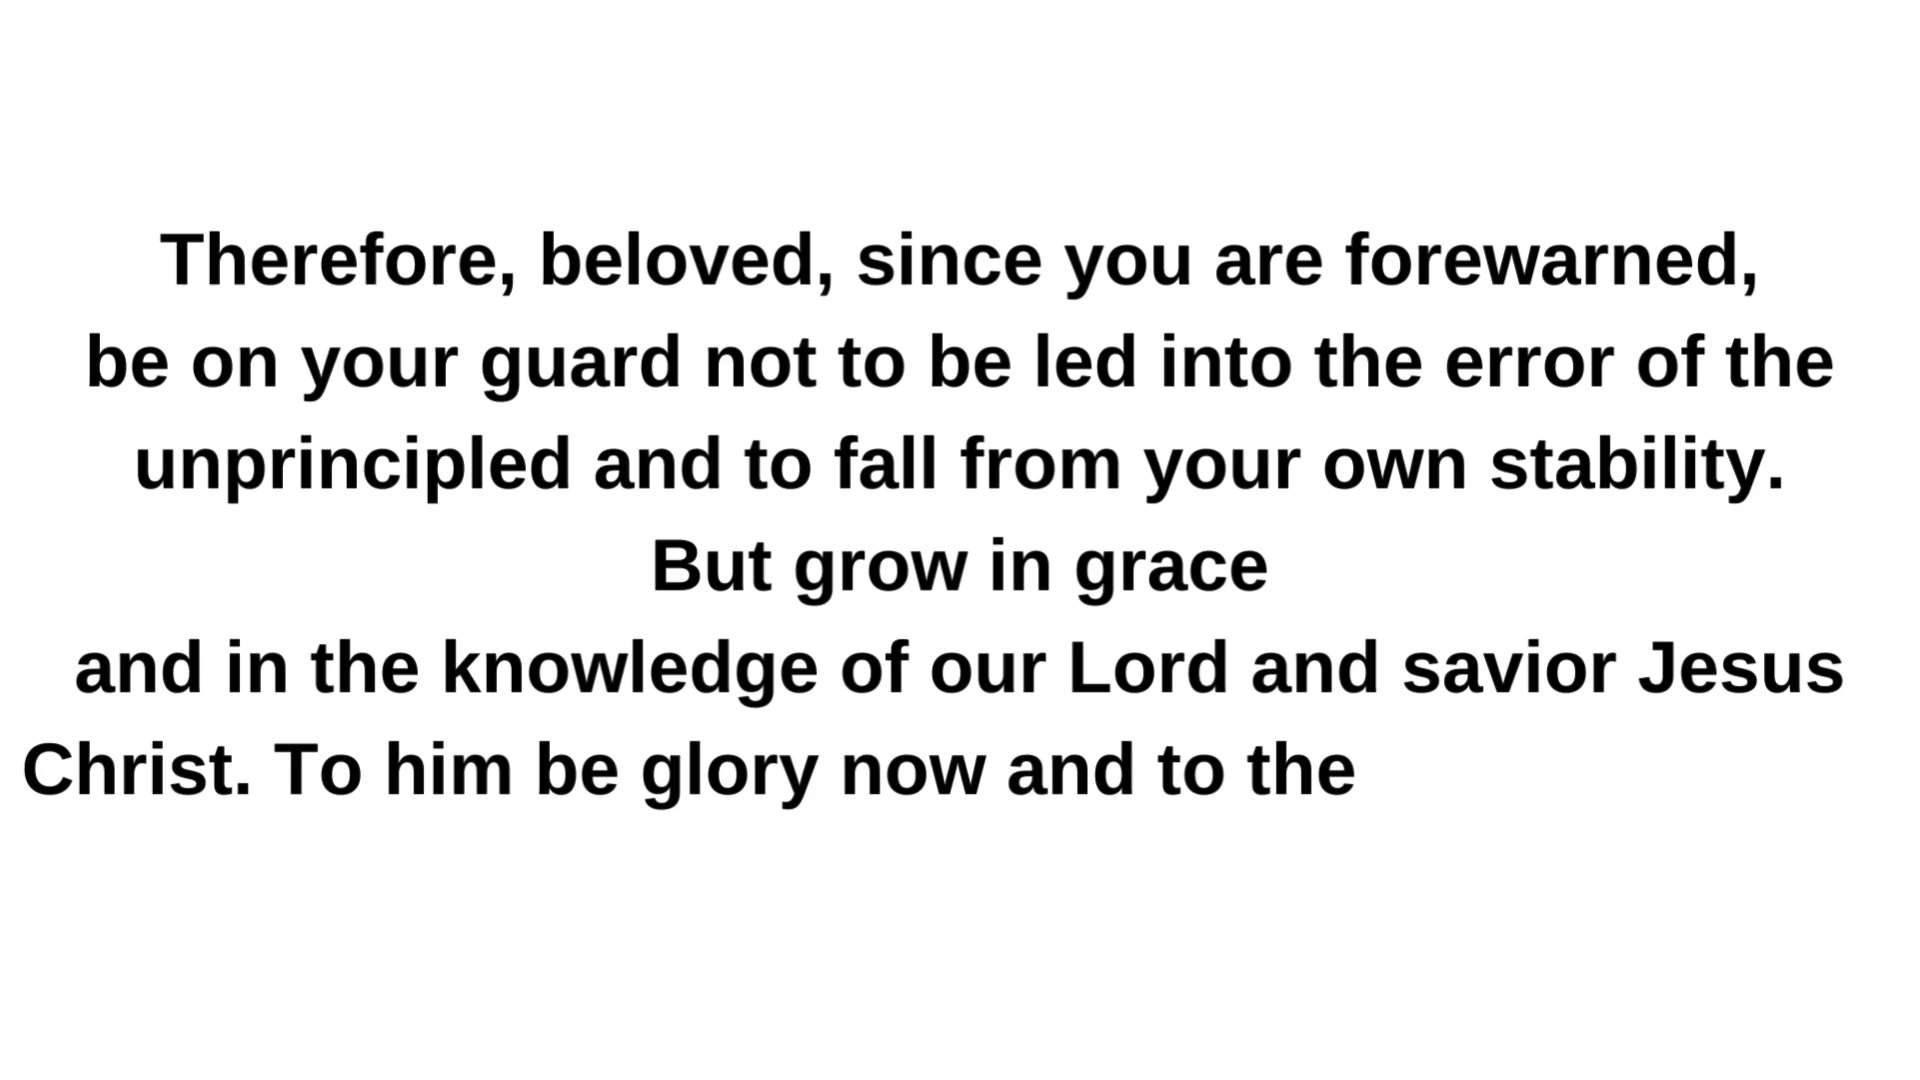 Therefore, beloved, since you are forewarned,
be on your guard not to be led into the error of the
unprincipled and to fall from your own stability.
But grow in grace
and in the knowledge of our Lord and savior Jesus
Christ. To him be glory now and to the